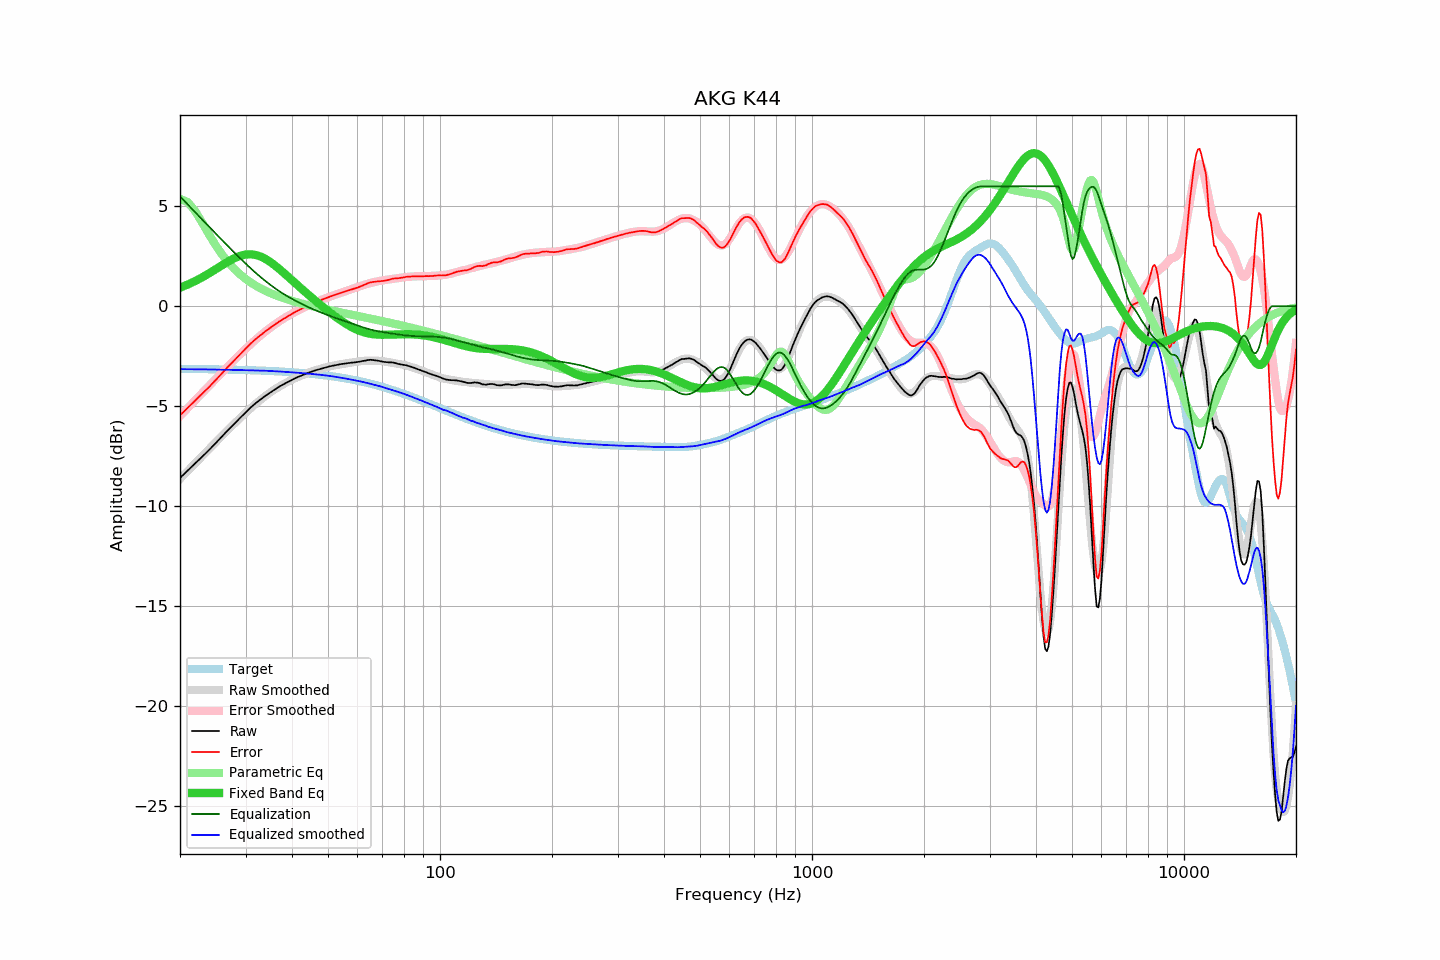 AKG K44
Amplitude (dBr)
5
0
−5
−10
−15
−20
−25
Target
Raw Smoothed
Error Smoothed
Raw
Error
Parametric Eq
Fixed Band Eq
Equalization
Equalized smoothed
100 1000 10000
Frequency (Hz)